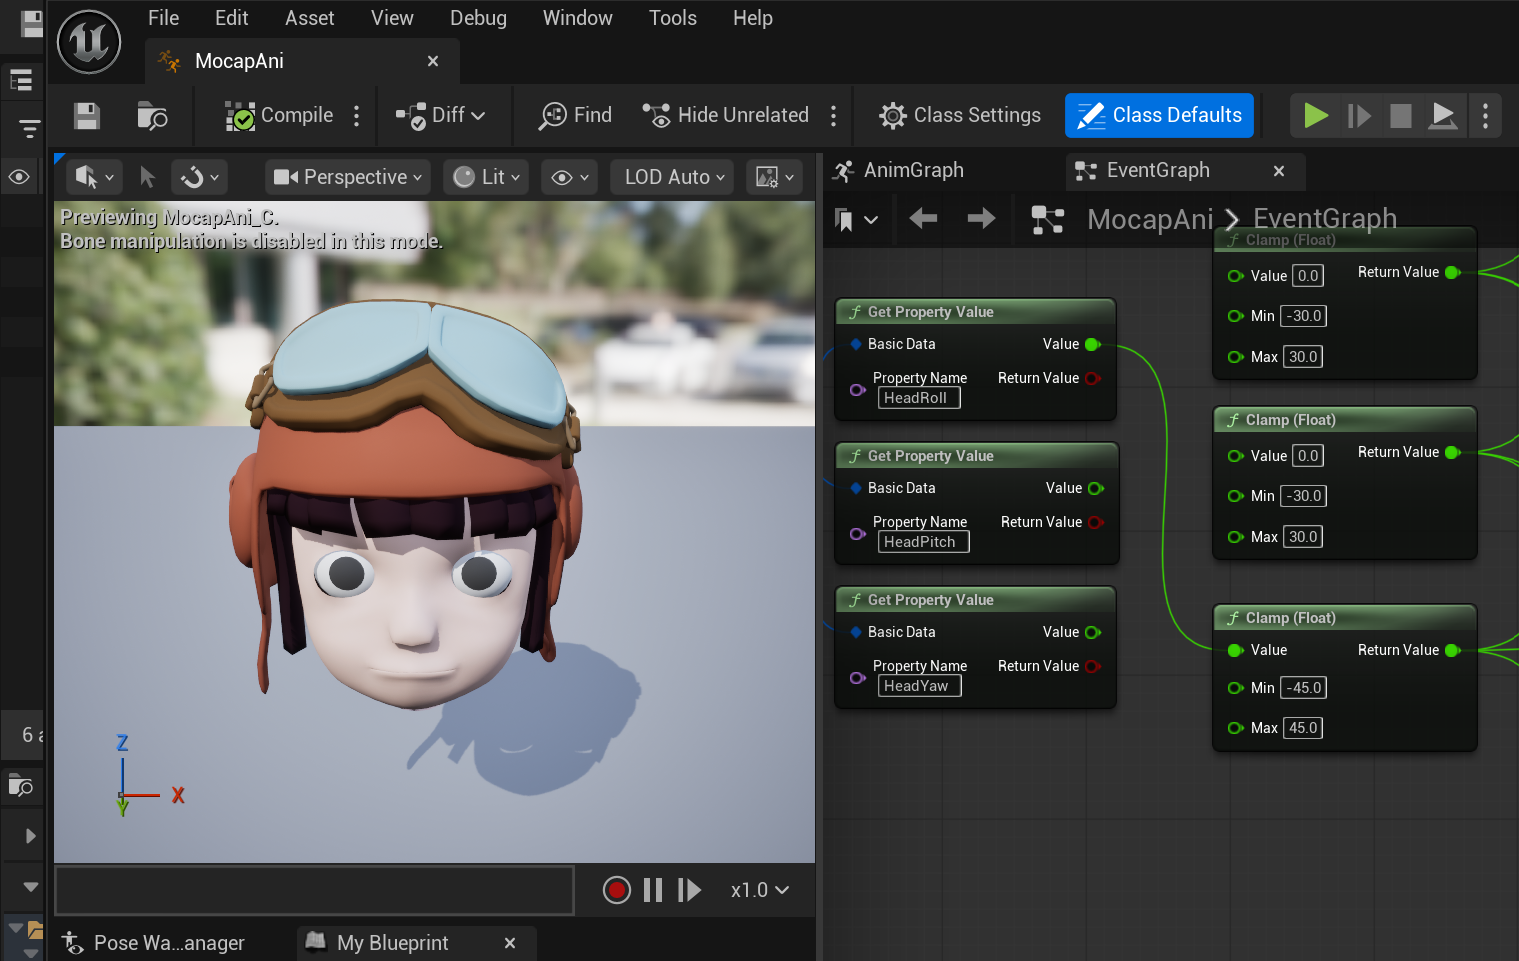 File Edit Asset View Debug Window Tools Help
MocapAni
Compile Diff Find Hide Unrelated Class Settings Class Defaults
Perspective Lit LOD Auto
Previewing MocapAni_C.
Bone manipulation is disabled in this mode.
Z
X
Y
6 a
x1.0
Pose Wa...anager My Blueprint
AnimGraph EventGraph
MocapAni > EventGraph
f Get Property Value
Basic Data Value
Property Name Return Value
HeadRoll
f Get Property Value
Basic Data Value
Property Name Return Value
HeadPitch
f Get Property Value
Basic Data Value
Property Name Return Value
HeadYaw
f Clamp (Float)
Value 0.0 Return Value
Min -30.0
Max 30.0
f Clamp (Float)
Value 0.0 Return Value
Min -30.0
Max 30.0
f Clamp (Float)
Value Return Value
Min -45.0
Max 45.0